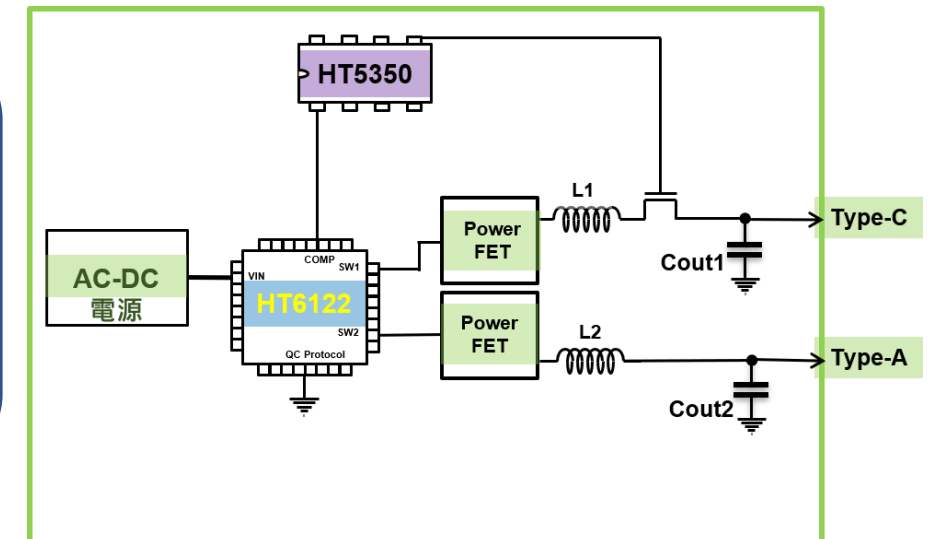 HT5350
L1
Type-C
Power
FET
Cout1
COMP
SW1
VIN
AC-DC
電源
HT6122
SW2
QC Protocol
Power
FET
L2
Type-A
Cout2